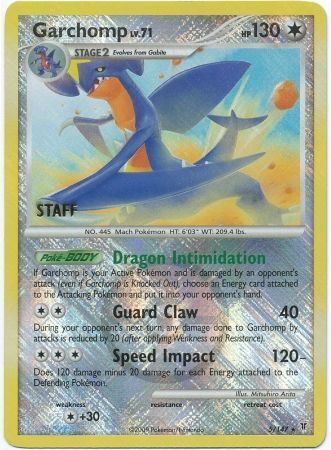 Garchomp LV.71 HP 130
STAGE 2 Evolves from Gabite
STAFF
NO. 445 Mach Pokémon HT: 6'03" WT: 209.4 lbs.
Poké-BODY Dragon Intimidation
If Garchomp is your Active Pokémon and is damaged by an opponent's
attack (even if Garchomp is Knocked Out), choose an Energy card attached
to the Attacking Pokémon and put it into your opponent's hand.
Guard Claw 40
During your opponent's next turn, any damage done to Garchomp by
attacks is reduced by 20 (after applying Weakness and Resistance).
Speed Impact 120-
Does 120 damage minus 20 damage for each Energy attached to the
Defending Pokémon.
Illus. Mitsuhiro Arita
weakness resistance retreat cost
+30
©2009 Pokémon/Nintendo 5/147